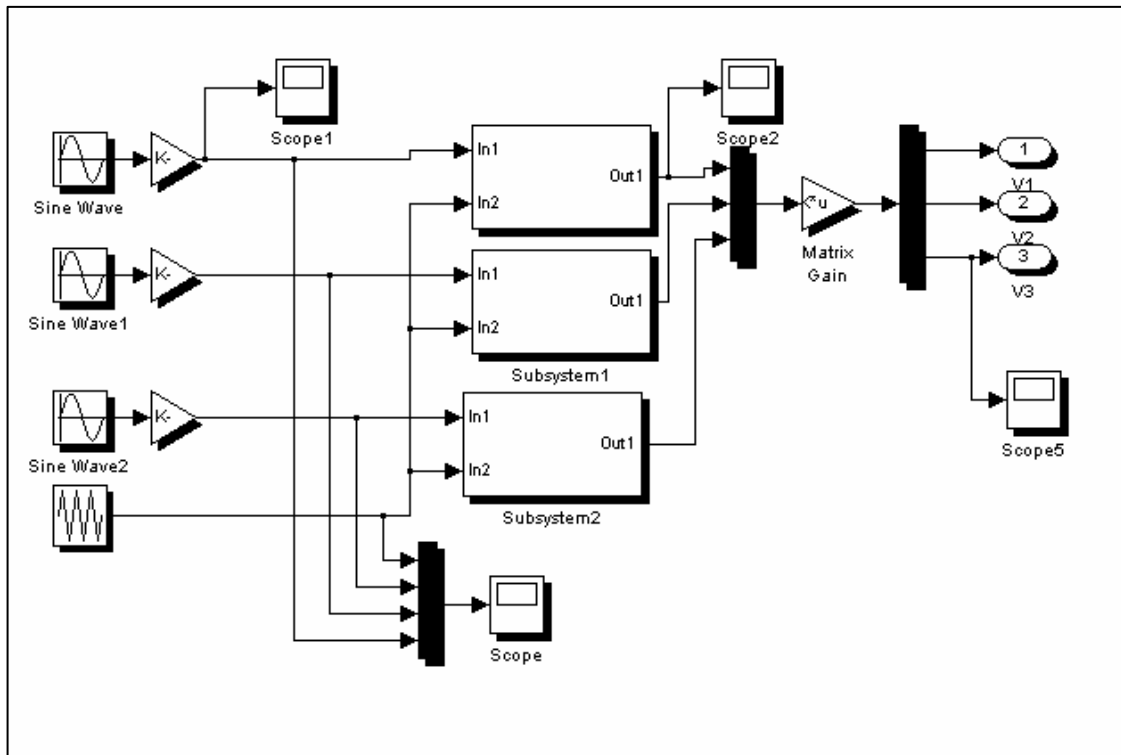 Scope1
Scope2
Sine Wave
K-
In1
In2
Out1
1
V1
2
V2
3
V3
u
Matrix
Gain
Sine Wave1
K-
In1
In2
Out1
Subsystem1
Sine Wave2
K-
In1
In2
Out1
Subsystem2
Scope5
Scope